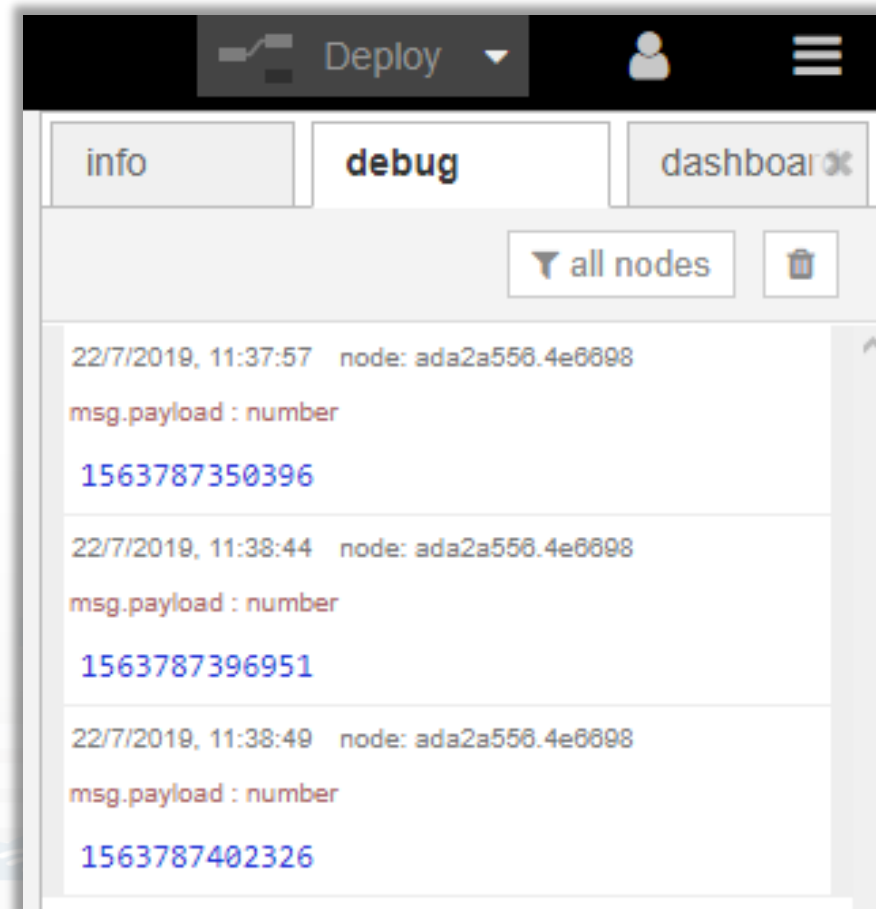 Deploy
info debug dashboar
all nodes
22/7/2019, 11:37:57 node: ada2a556.4e6698
msg.payload : number
1563787350396
22/7/2019, 11:38:44 node: ada2a556.4e6698
msg.payload : number
1563787396951
22/7/2019, 11:38:49 node: ada2a556.4e6698
msg.payload : number
1563787402326